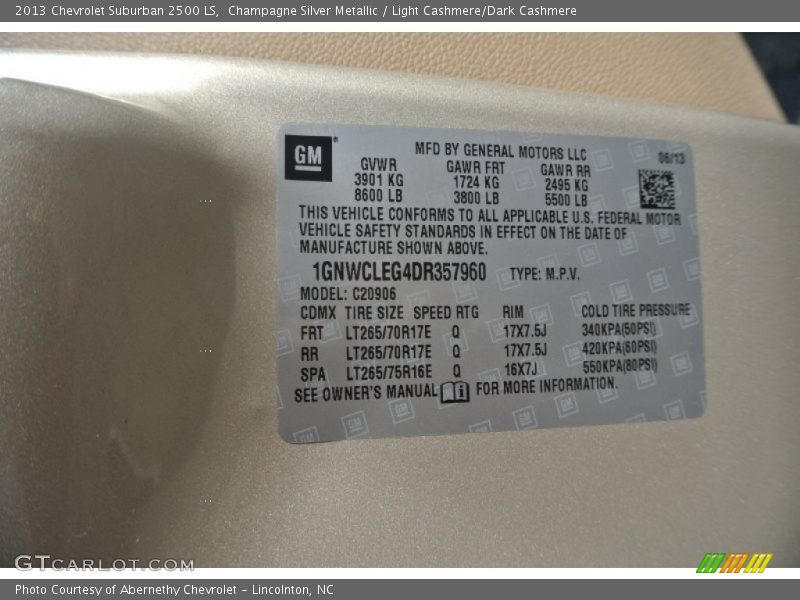 2013 Chevrolet Suburban 2500 LS, Champagne Silver Metallic / Light Cashmere/Dark Cashmere
GM
MFD BY GENERAL MOTORS LLC 06/13
GVWR GAWR FRT GAWR RR
3901 KG 1724 KG 2495 KG
8600 LB 3800 LB 5500 LB
THIS VEHICLE CONFORMS TO ALL APPLICABLE U.S. FEDERAL MOTOR
VEHICLE SAFETY STANDARDS IN EFFECT ON THE DATE OF
MANUFACTURE SHOWN ABOVE.
1GNWCLEG4DR357960 TYPE: M.P.V.
MODEL: C20906
CDMX TIRE SIZE SPEED RTG RIM COLD TIRE PRESSURE
FRT LT265/70R17E Q 17X7.5J 340KPA(50PSI)
RR LT265/70R17E Q 17X7.5J 420KPA(60PSI)
SPA LT265/75R16E Q 16X7J 550KPA(80PSI)
SEE OWNER'S MANUAL FOR MORE INFORMATION.
GTCarLot.com
Photo Courtesy of Abernethy Chevrolet - Lincolnton, NC